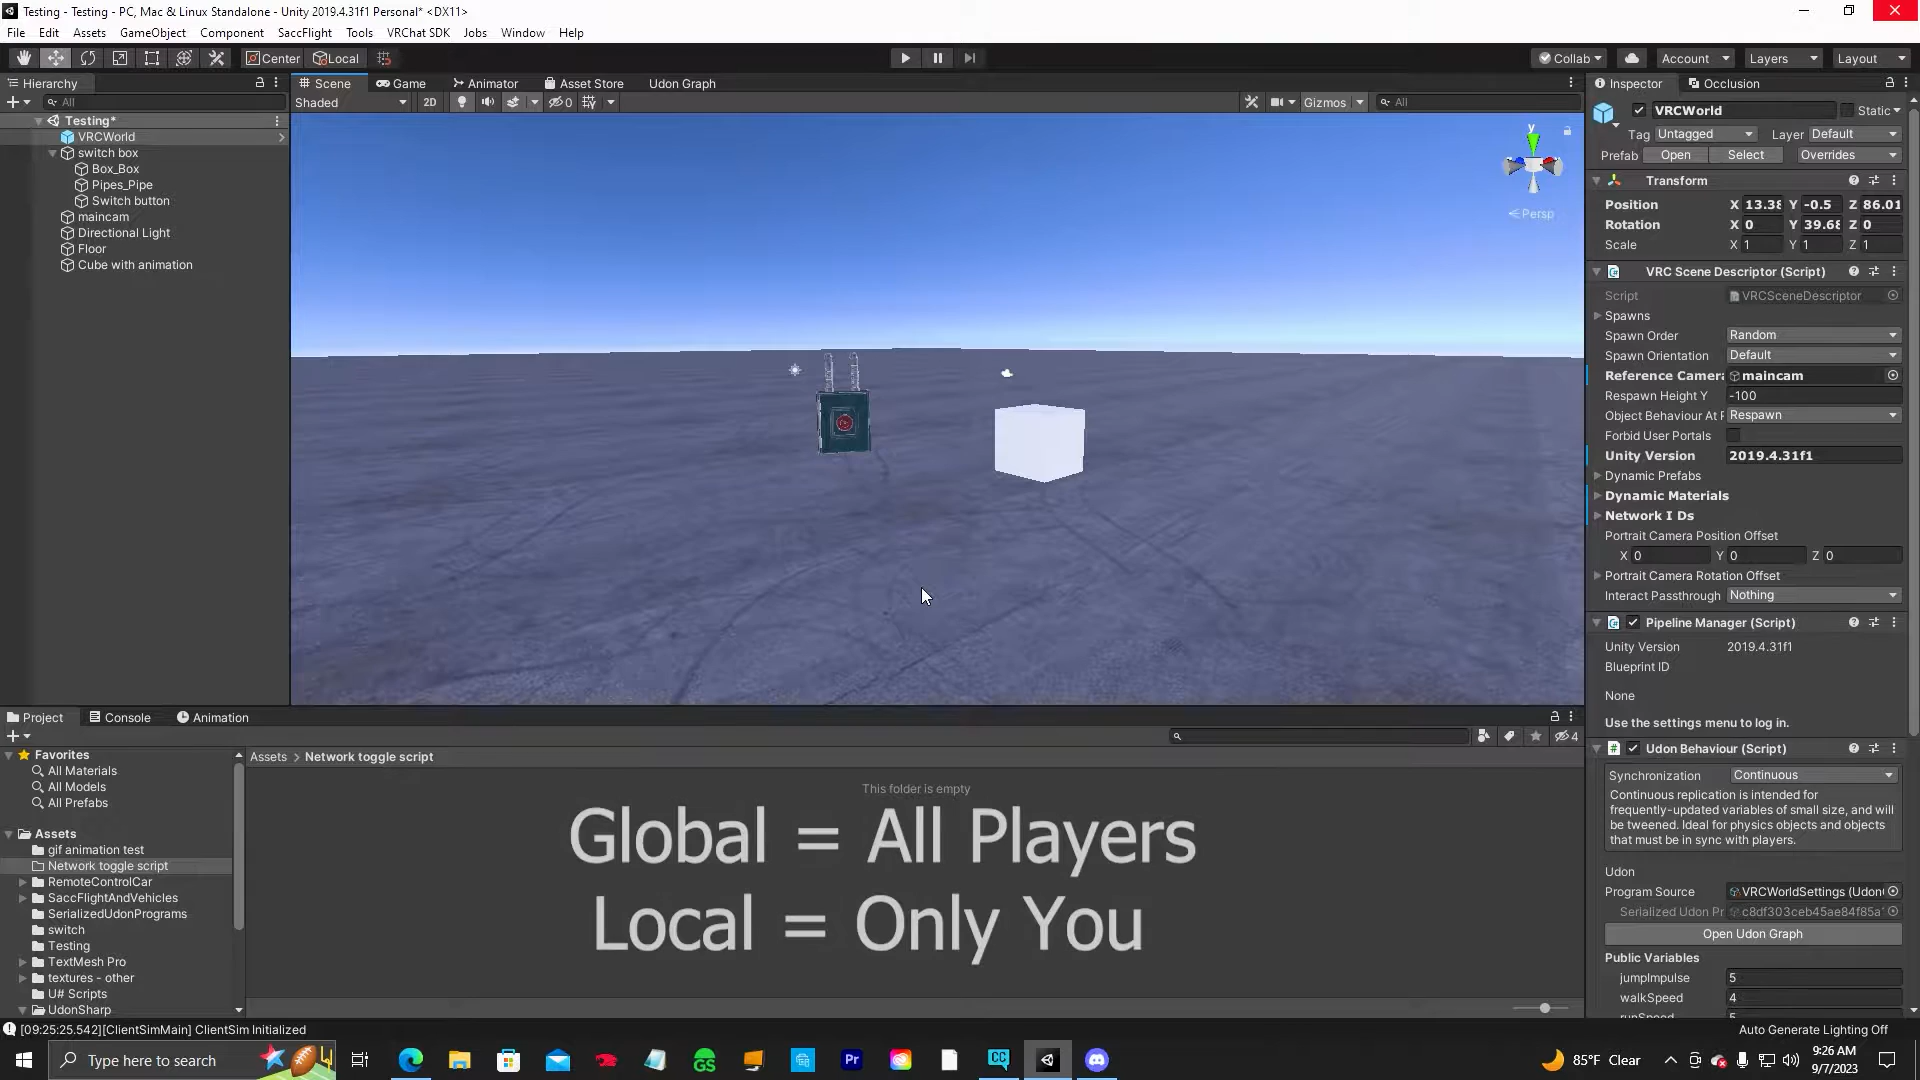 Testing - Testing - PC, Mac & Linux Standalone - Unity 2019.4.31f1 Personal* <DX11>
File Edit Assets GameObject Component SaccFlight Tools VRChat SDK Jobs Window Help
Center Local Collab Account Layers Layout
Hierarchy Scene Game Animator Asset Store Udon Graph Inspector Occlusion
All Shaded 2D 0 Gizmos All
Testing*
VRCWorld
switch box
Box_Box
Pipes_Pipe
Switch button
maincam
Directional Light
Floor
Cube with animation
y
Persp
VRCWorld Static
Tag Untagged Layer Default
Prefab Open Select Overrides
Transform
Position X 13.38 Y -0.5 Z 86.01
Rotation X 0 Y 39.68 Z 0
Scale X 1 Y 1 Z 1
VRC Scene Descriptor (Script)
Script VRCSceneDescriptor
Spawns
Spawn Order Random
Spawn Orientation Default
Reference Camera maincam
Respawn Height Y -100
Object Behaviour At R Respawn
Forbid User Portals
Unity Version 2019.4.31f1
Dynamic Prefabs
Dynamic Materials
Network I Ds
Portrait Camera Position Offset
X 0 Y 0 Z 0
Portrait Camera Rotation Offset
Interact Passthrough Nothing
Pipeline Manager (Script)
Unity Version 2019.4.31f1
Blueprint ID
None
Use the settings menu to log in.
Udon Behaviour (Script)
Synchronization Continuous
Continuous replication is intended for
frequently-updated variables of small size, and will
be tweened. Ideal for physics objects and objects
that must be in sync with players.
Udon
Program Source VRCWorldSettings (Udon
Serialized Udon Pr c8df303ceb45ae84f85a
Open Udon Graph
Public Variables
jumpImpulse 5
walkSpeed 4
runSpeed
Project Console Animation
4
Favorites
All Materials
All Models
All Prefabs
Assets
gif animation test
Network toggle script
RemoteControlCar
SaccFlightAndVehicles
SerializedUdonPrograms
switch
Testing
TextMesh Pro
textures - other
U# Scripts
UdonSharp
Assets > Network toggle script
This folder is empty
Global = All Players
Local = Only You
[09:25:25.542][ClientSimMain] ClientSim Initialized
Auto Generate Lighting Off
Type here to search
GS
Pr
CC
85°F Clear
9:26 AM
9/7/2023